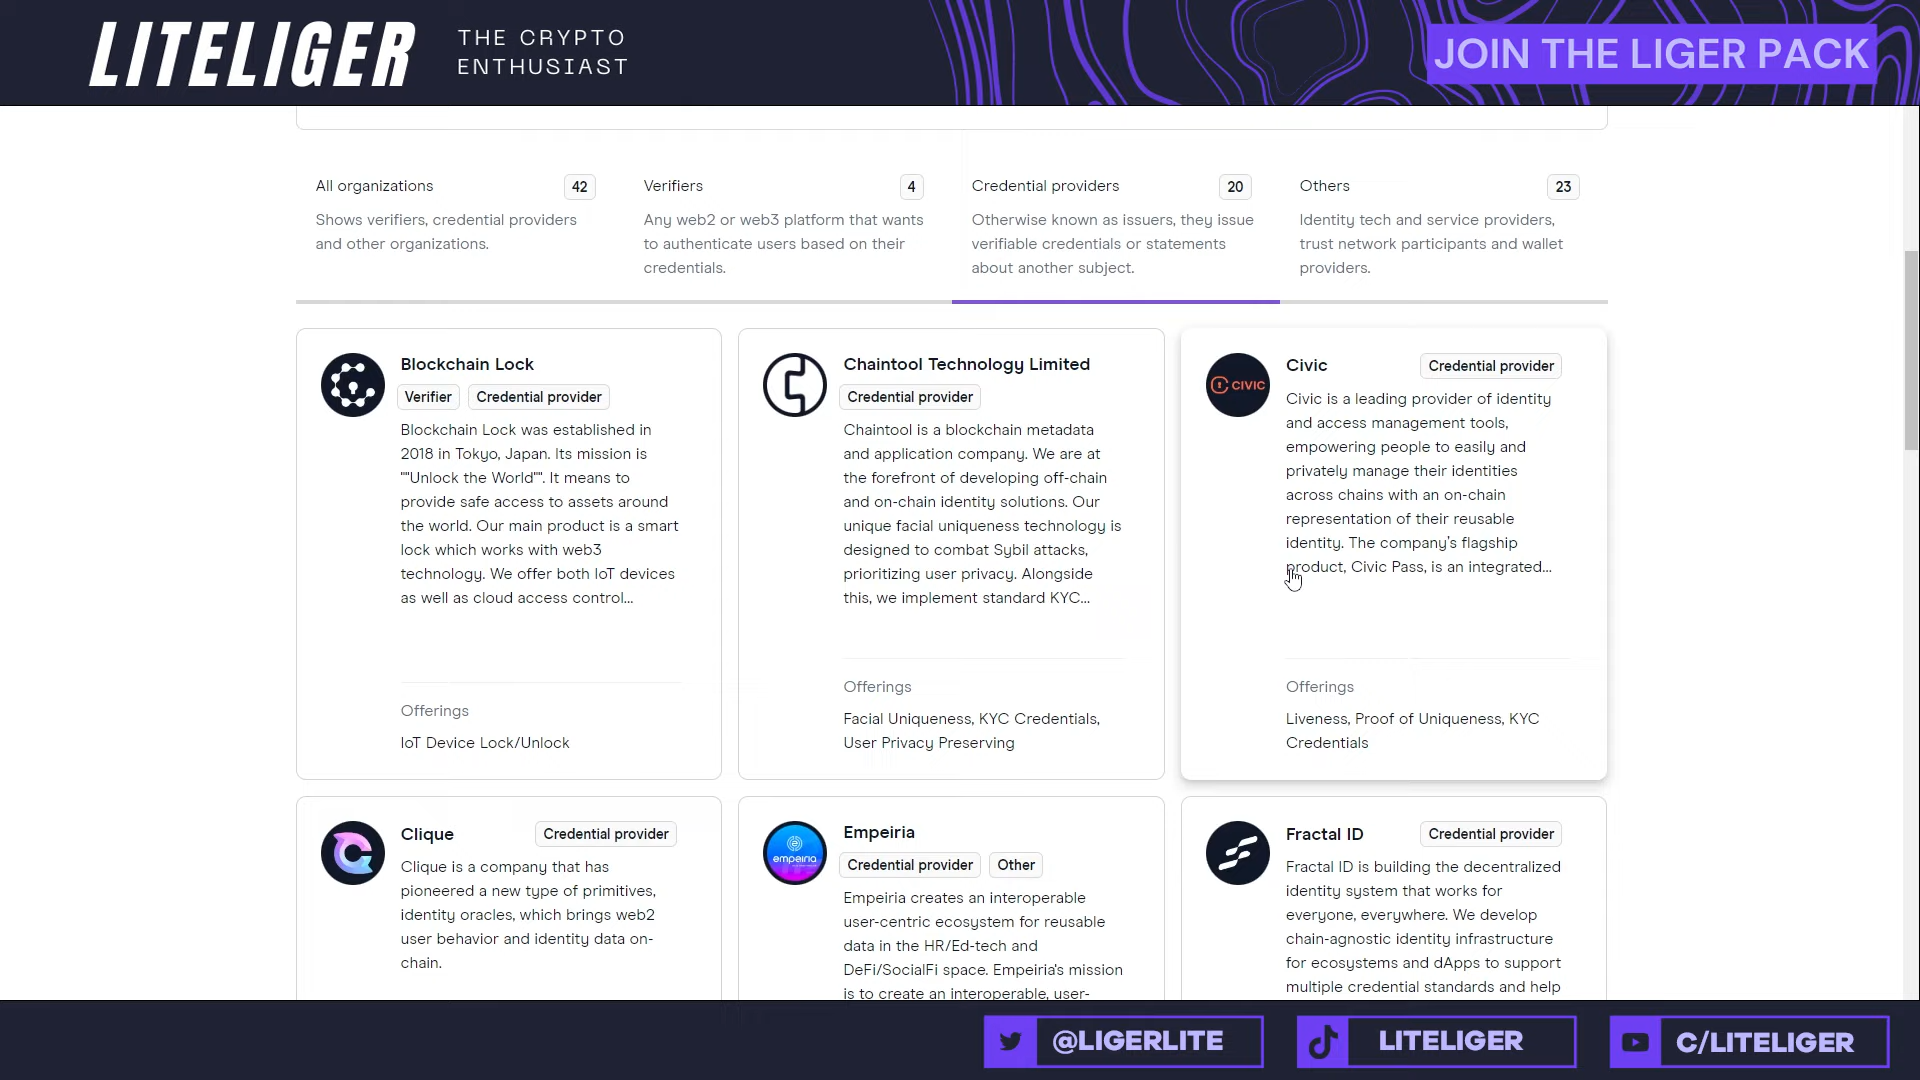 LITELIGER
THE CRYPTO
ENTHUSIAST
JOIN THE LIGER PACK
All organizations 42
Shows verifiers, credential providers
and other organizations.
Verifiers 4
Any web2 or web3 platform that wants
to authenticate users based on their
credentials.
Credential providers 20
Otherwise known as issuers, they issue
verifiable credentials or statements
about another subject.
Others 23
Identity tech and service providers,
trust network participants and wallet
providers.
Blockchain Lock
Verifier Credential provider
Blockchain Lock was established in
2018 in Tokyo, Japan. Its mission is
""Unlock the World"". It means to
provide safe access to assets around
the world. Our main product is a smart
lock which works with web3
technology. We offer both IoT devices
as well as cloud access control...
Offerings
IoT Device Lock/Unlock
Chaintool Technology Limited
Credential provider
Chaintool is a blockchain metadata
and application company. We are at
the forefront of developing off-chain
and on-chain identity solutions. Our
unique facial uniqueness technology is
designed to combat Sybil attacks,
prioritizing user privacy. Alongside
this, we implement standard KYC...
Offerings
Facial Uniqueness, KYC Credentials,
User Privacy Preserving
CIVIC
Civic Credential provider
Civic is a leading provider of identity
and access management tools,
empowering people to easily and
privately manage their identities
across chains with an on-chain
representation of their reusable
identity. The company's flagship
product, Civic Pass, is an integrated...
Offerings
Liveness, Proof of Uniqueness, KYC
Credentials
Clique Credential provider
Clique is a company that has
pioneered a new type of primitives,
identity oracles, which brings web2
user behavior and identity data on-
chain.
empeiria
Empeiria
Credential provider Other
Empeiria creates an interoperable
user-centric ecosystem for reusable
data in the HR/Ed-tech and
DeFi/SocialFi space. Empeiria's mission
is to create an interoperable, user-
Fractal ID Credential provider
Fractal ID is building the decentralized
identity system that works for
everyone, everywhere. We develop
chain-agnostic identity infrastructure
for ecosystems and dApps to support
multiple credential standards and help
@LIGERLITE
LITELIGER
C/LITELIGER